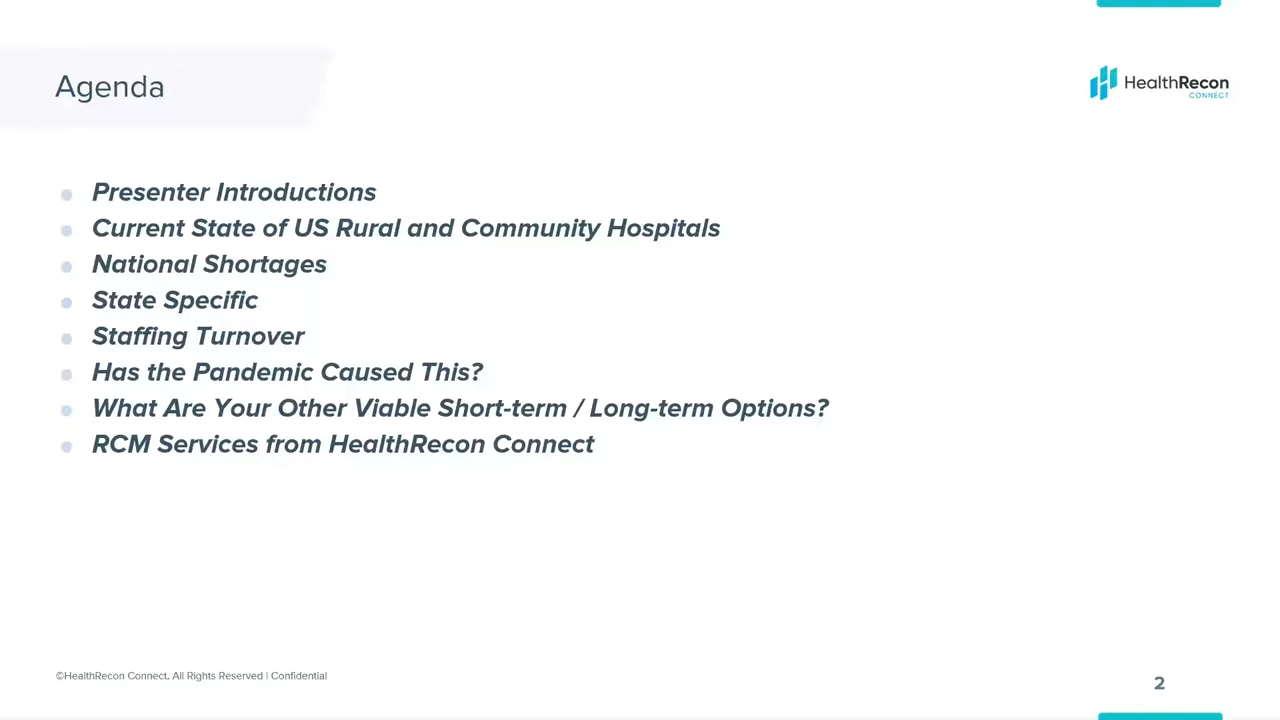 Agenda
HealthRecon
CONNECT
Presenter Introductions
Current State of US Rural and Community Hospitals
National Shortages
State Specific
Staffing Turnover
Has the Pandemic Caused This?
What Are Your Other Viable Short-term / Long-term Options?
RCM Services from HealthRecon Connect
©HealthRecon Connect. All Rights Reserved | Confidential
2